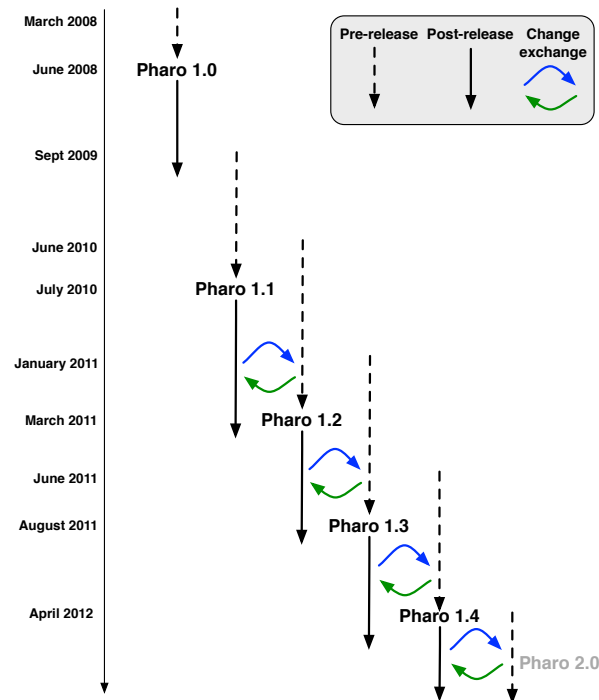 March 2008
Pre-release Post-release Change
exchange
June 2008
Pharo 1.0
Sept 2009
June 2010
July 2010
Pharo 1.1
January 2011
March 2011
Pharo 1.2
June 2011
August 2011
Pharo 1.3
April 2012
Pharo 1.4
Pharo 2.0